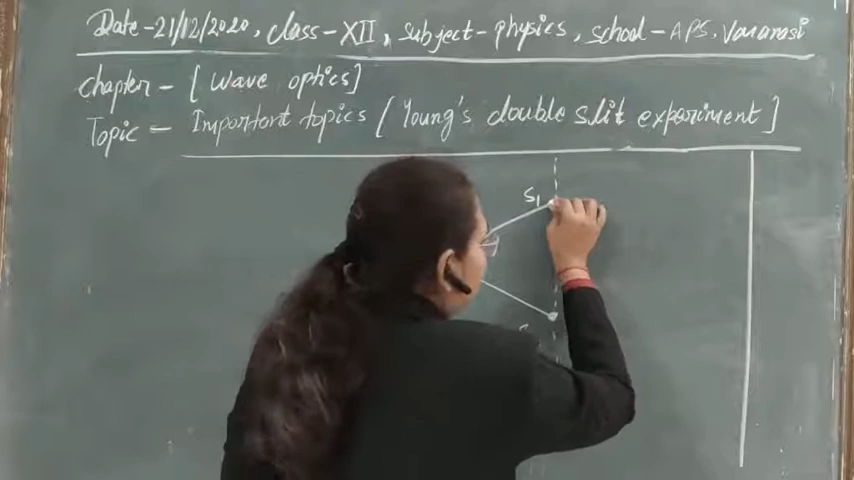 Date-21/12/2020, Class-XII, Subject-physics, School-APS, Varanasi
Chapter- [Wave optics]
Topic - Important topics [Young's double slit experiment]
S1